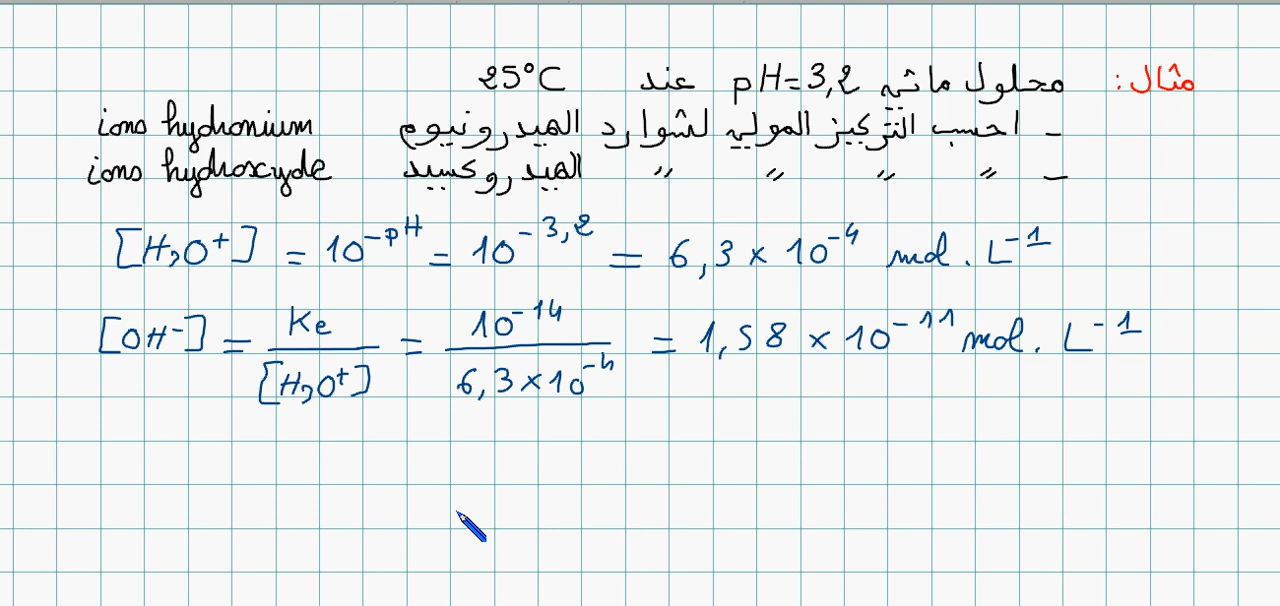 مثال: محلول مائي pH=3,2 عند 25°C
- احسب التركيز المولي لشوارد الهيدرونيوم ions hydronium
- " " " " الهيدروكسيد ions hydroxyde
[H₃O⁺] = 10^-pH = 10^-3,2 = 6,3 × 10^-4 mol. L^-1
[OH⁻] = Ke / [H₃O⁺] = 10^-14 / 6,3×10^-4 = 1,58 × 10^-11 mol. L^-1